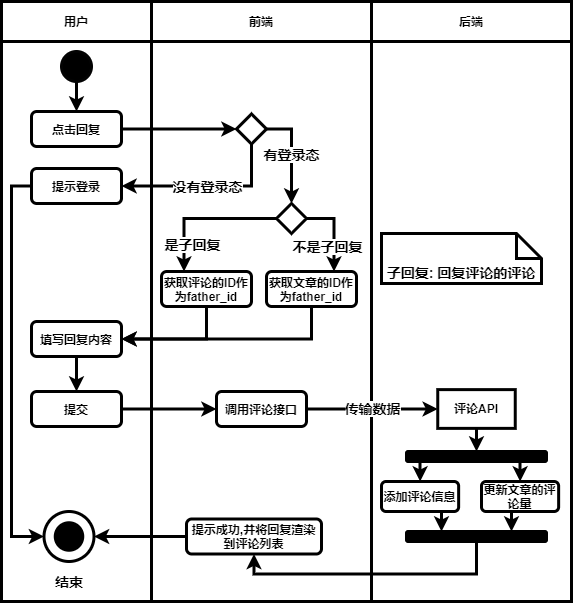 用户
前端
后端
点击回复
有登录态
提示登录
没有登录态
是子回复
不是子回复
子回复: 回复评论的评论
获取评论的ID作
为father_id
获取文章的ID作
为father_id
填写回复内容
提交
调用评论接口
传输数据
评论API
添加评论信息
更新文章的评
论量
提示成功,并将回复渲染
到评论列表
结束